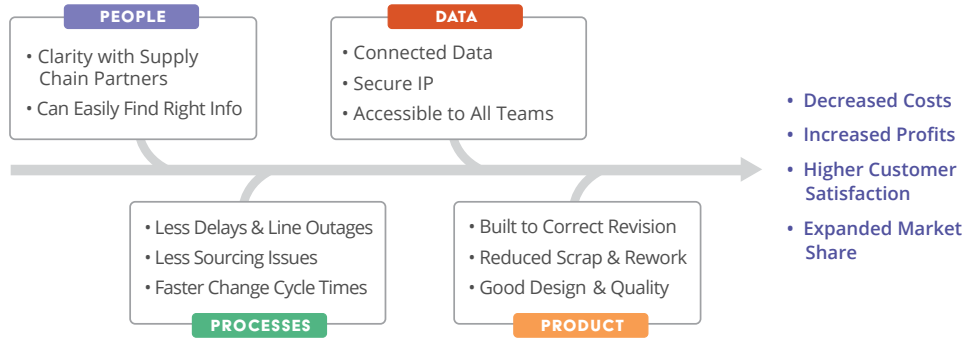 PEOPLE
• Clarity with Supply
Chain Partners
• Can Easily Find Right Info
DATA
• Connected Data
• Secure IP
• Accessible to All Teams
• Less Delays & Line Outages
• Less Sourcing Issues
• Faster Change Cycle Times
PROCESSES
• Built to Correct Revision
• Reduced Scrap & Rework
• Good Design & Quality
PRODUCT
• Decreased Costs
• Increased Profits
• Higher Customer
Satisfaction
• Expanded Market
Share